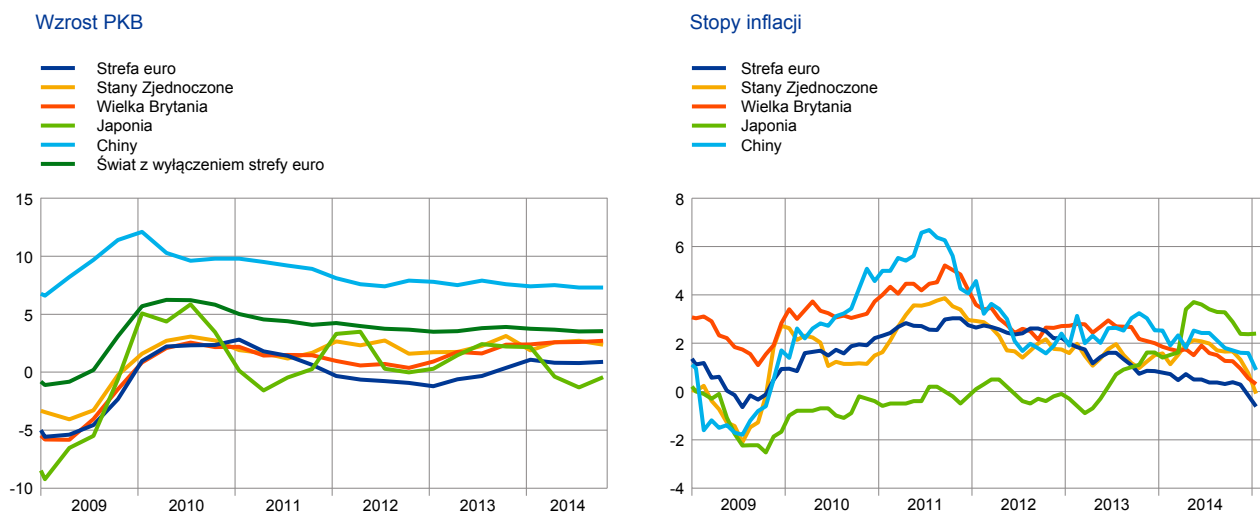 Wzrost PKB
Strefa euro
Stany Zjednoczone
Wielka Brytania
Japonia
Chiny
Świat z wyłączeniem strefy euro
15
10
5
0
-5
-10
2009 2010 2011 2012 2013 2014
Stopy inflacji
Strefa euro
Stany Zjednoczone
Wielka Brytania
Japonia
Chiny
8
6
4
2
0
-2
-4
2009 2010 2011 2012 2013 2014